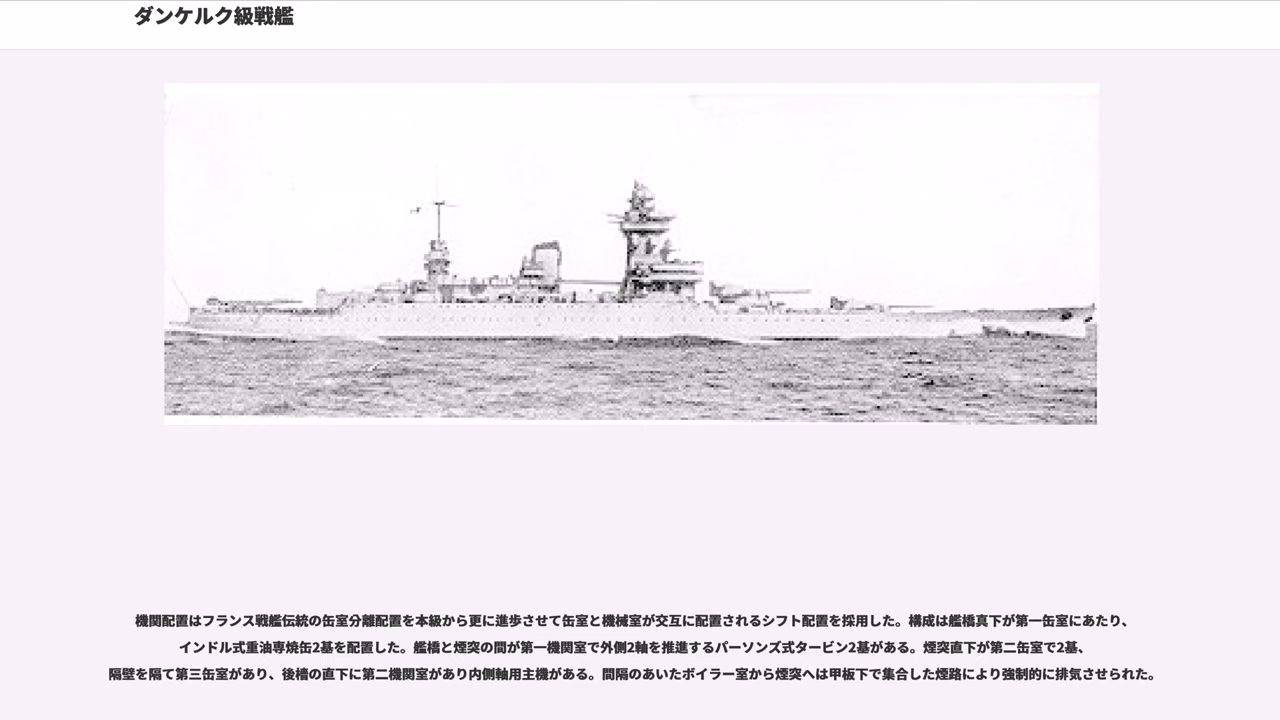 ダンケルク級戦艦
機関配置はフランス戦艦伝統の缶室分離配置を本級から更に進歩させて缶室と機械室が交互に配置されるシフト配置を採用した。構成は艦橋真下が第一缶室にあたり、
インドル式重油専焼缶2基を配置した。艦橋と煙突の間が第一機関室で外側2軸を推進するパーソンズ式タービン2基がある。煙突直下が第二缶室で2基、
隔壁を隔て第三缶室があり、後檣の直下に第二機関室があり内側軸用主機がある。間隔のあいたボイラー室から煙突へは甲板下で集合した煙路により強制的に排気させられた。